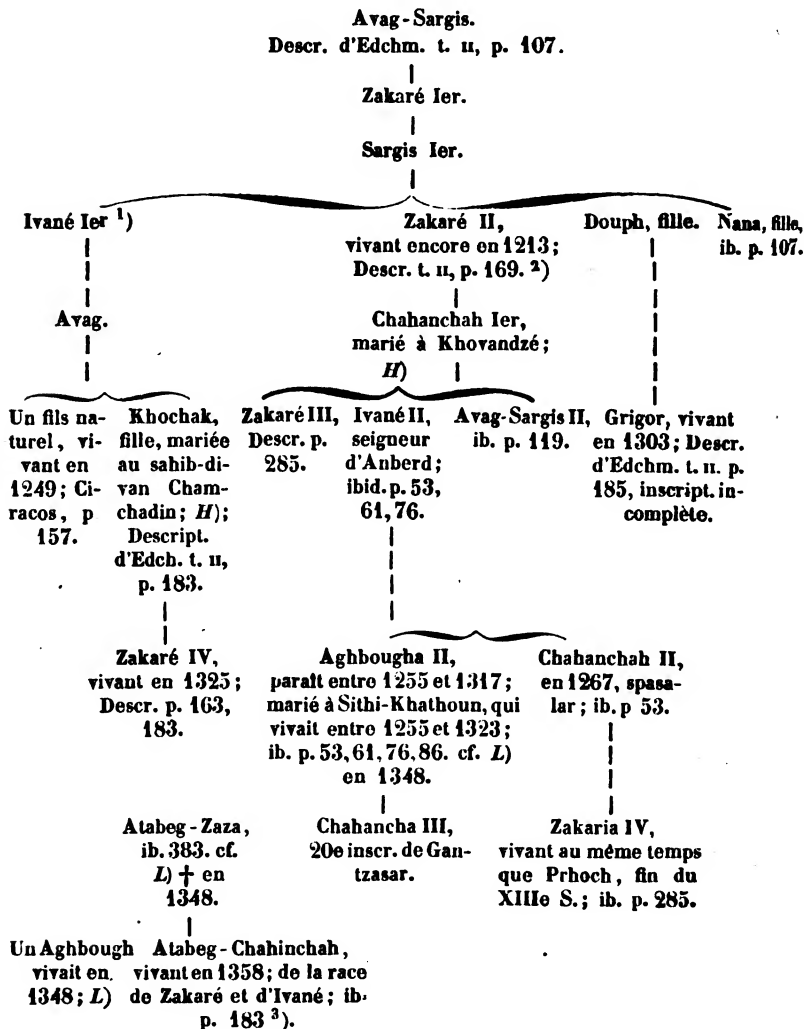 Avag-Sargis.
Descr. d'Edchm. t. II, p. 107.
Zakaré Ier.
Sargis Ier.
Ivané Ier ¹)
Zakaré II,
vivant encore en 1213;
Descr. t. II, p. 169. ²)
Douph, fille.
Nana, fille,
ib. p. 107.
Avag.
Chahanchah Ier,
marié à Khovandzé;
H)
Un fils na-
turel, vi-
vant en
1249; Ci-
racos, p
157.
Khochak,
fille, mariée
au sahib-di-
van Cham-
chadin; H);
Descript.
d'Edch. t. II,
p. 183.
Zakaré III,
Descr. p.
285.
Ivané II,
seigneur
d'Anberd;
ibid. p. 53,
61, 76.
Avag-Sargis II,
ib. p. 119.
Grigor, vivant
en 1303; Descr.
d'Edchm. t. II. p.
185, inscript. in-
complète.
Zakaré IV,
vivant en 1325;
Descr. p. 163,
183.
Aghbougha II,
paraît entre 1255 et 1317;
marié à Sithi-Khathoun, qui
vivait entre 1255 et 1323;
ib. p. 53, 61, 76, 86. cf. L)
en 1348.
Chahanchah II,
en 1267, spasa-
lar; ib. p 53.
Atabeg-Zaza,
ib. 383. cf.
L) † en
1348.
Chahancha III,
20e inscr. de Gan-
tzasar.
Zakaria IV,
vivant au même temps
que Prhoch, fin du
XIIIe S.; ib. p. 285.
Un Aghbough
vivait en.
1348; L)
Atabeg-Chahinchah,
vivant en 1358; de la race
de Zakaré et d'Ivané; ib.
p. 183 ³).